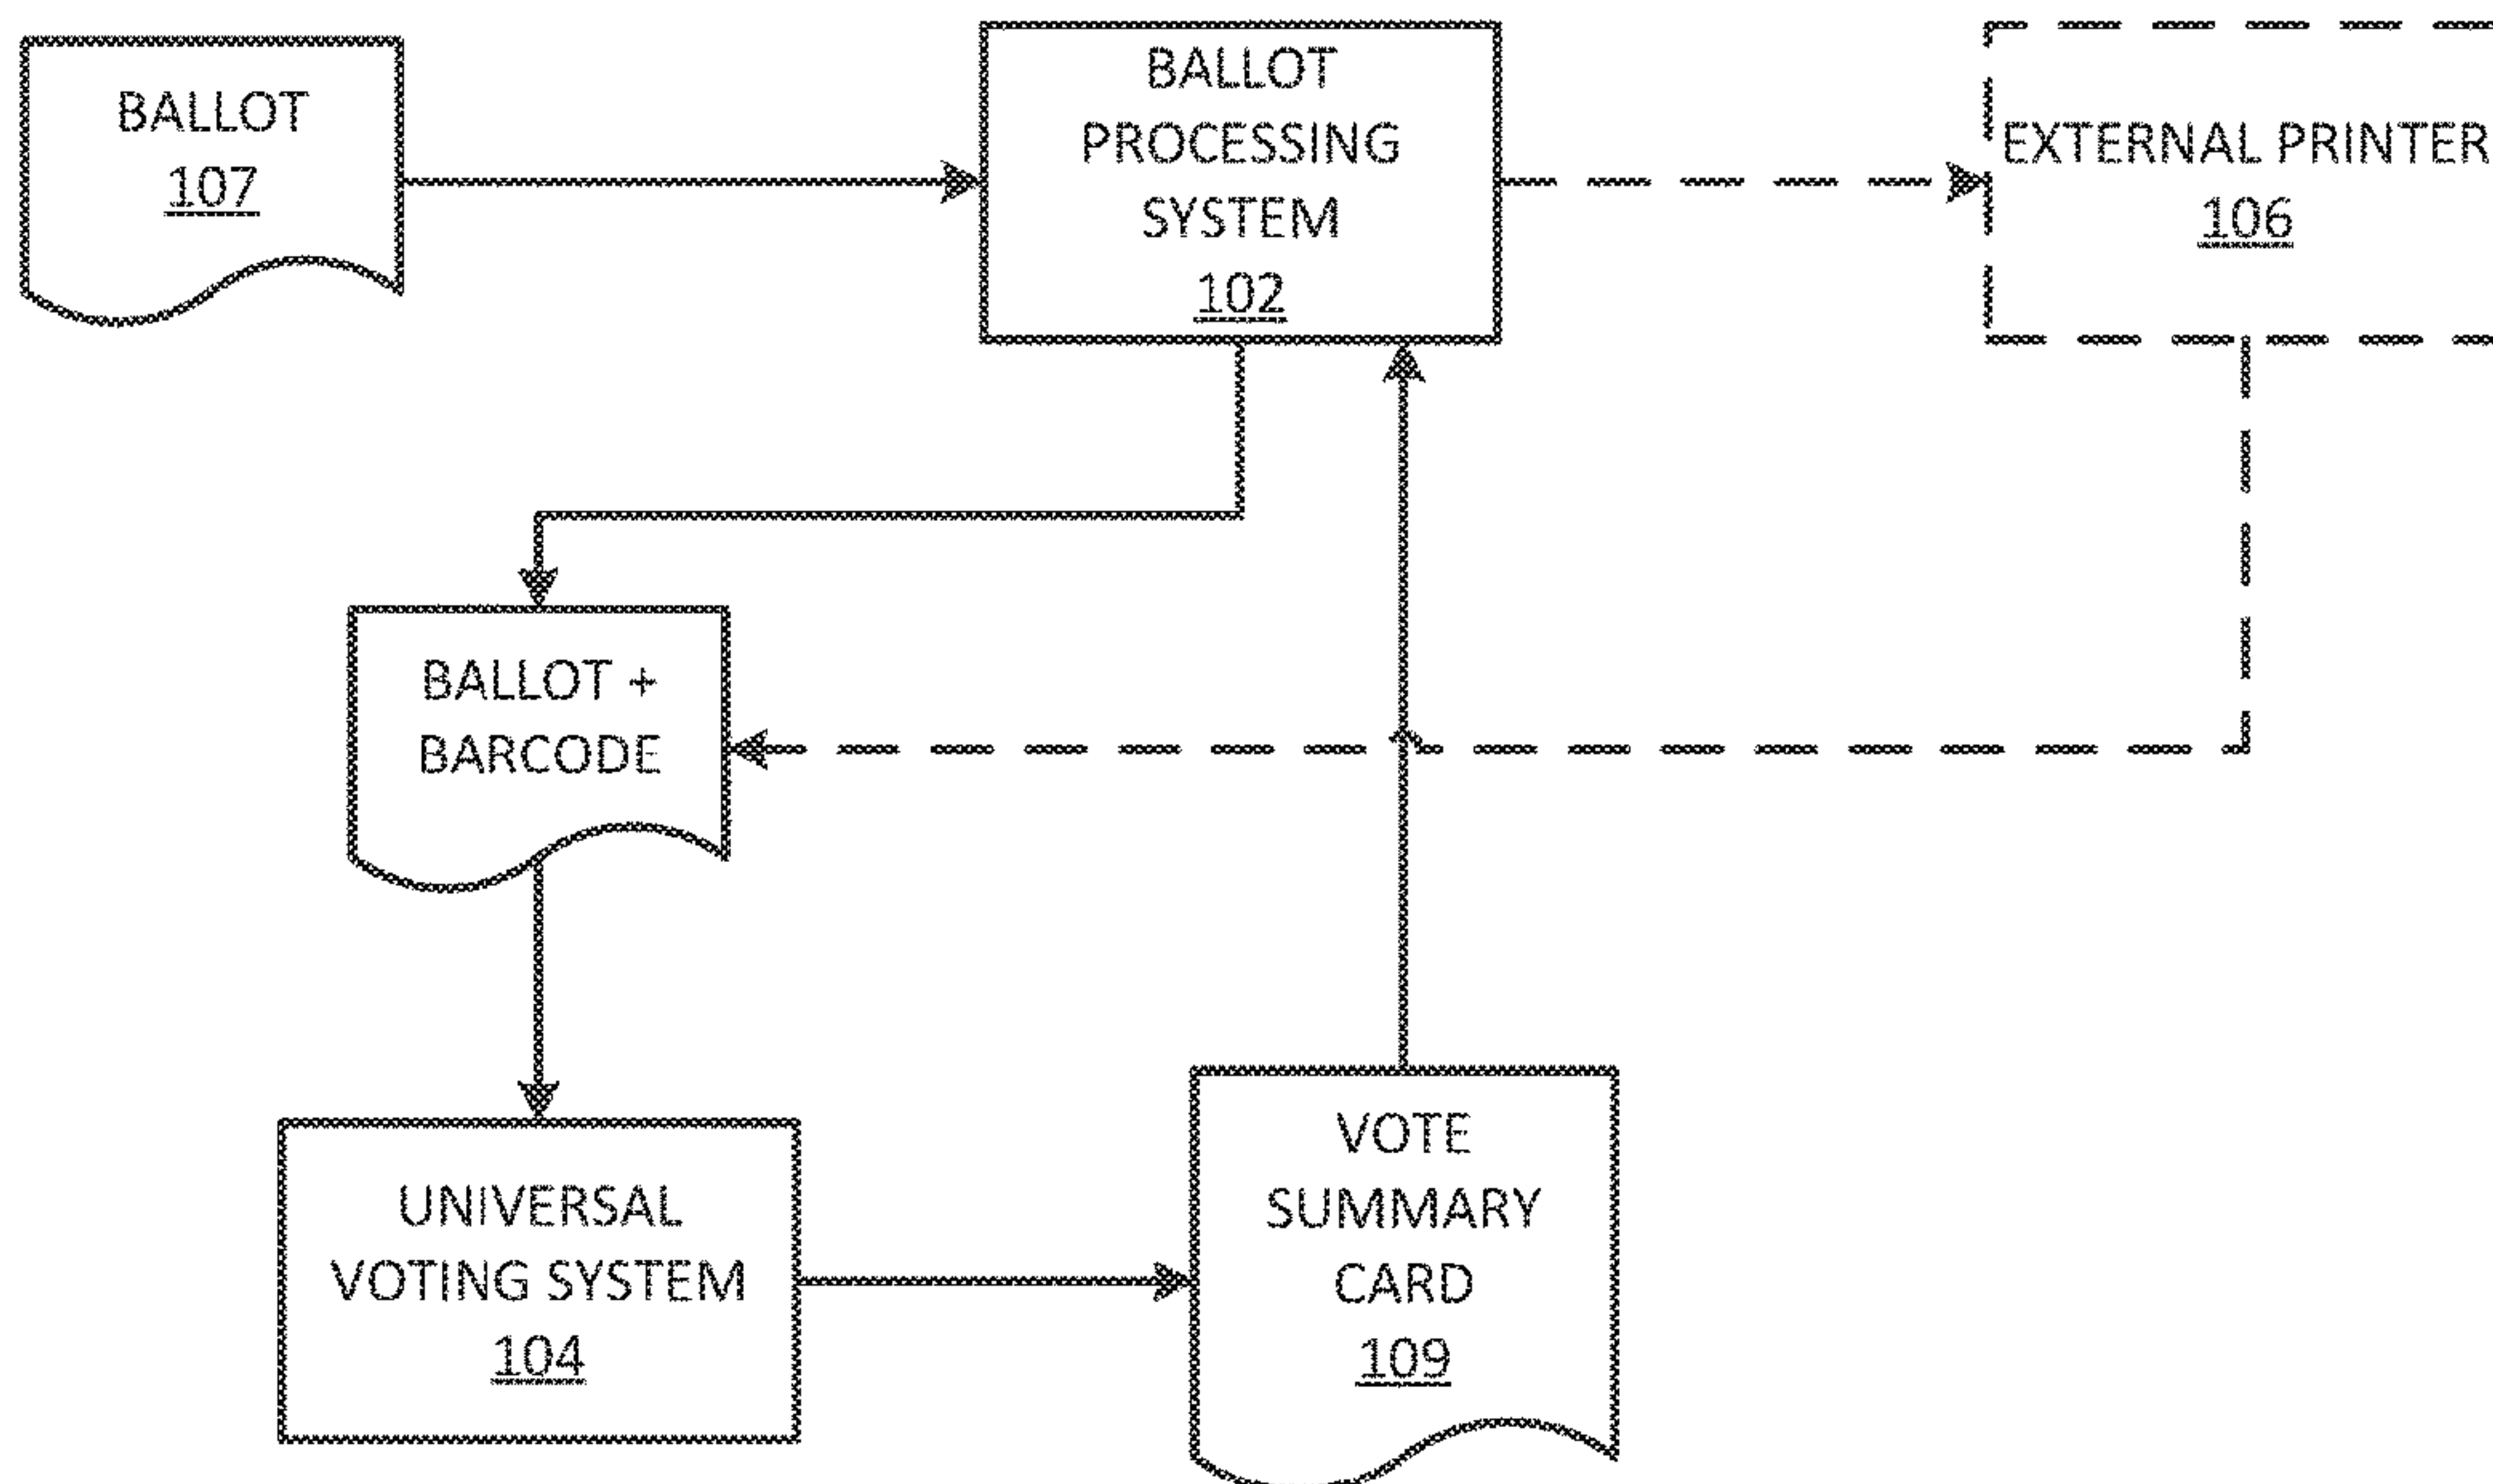 BALLOT
107
BALLOT
PROCESSING
SYSTEM
102
EXTERNAL PRINTER
106
BALLOT +
BARCODE
UNIVERSAL
VOTING SYSTEM
104
VOTE
SUMMARY
CARD
109